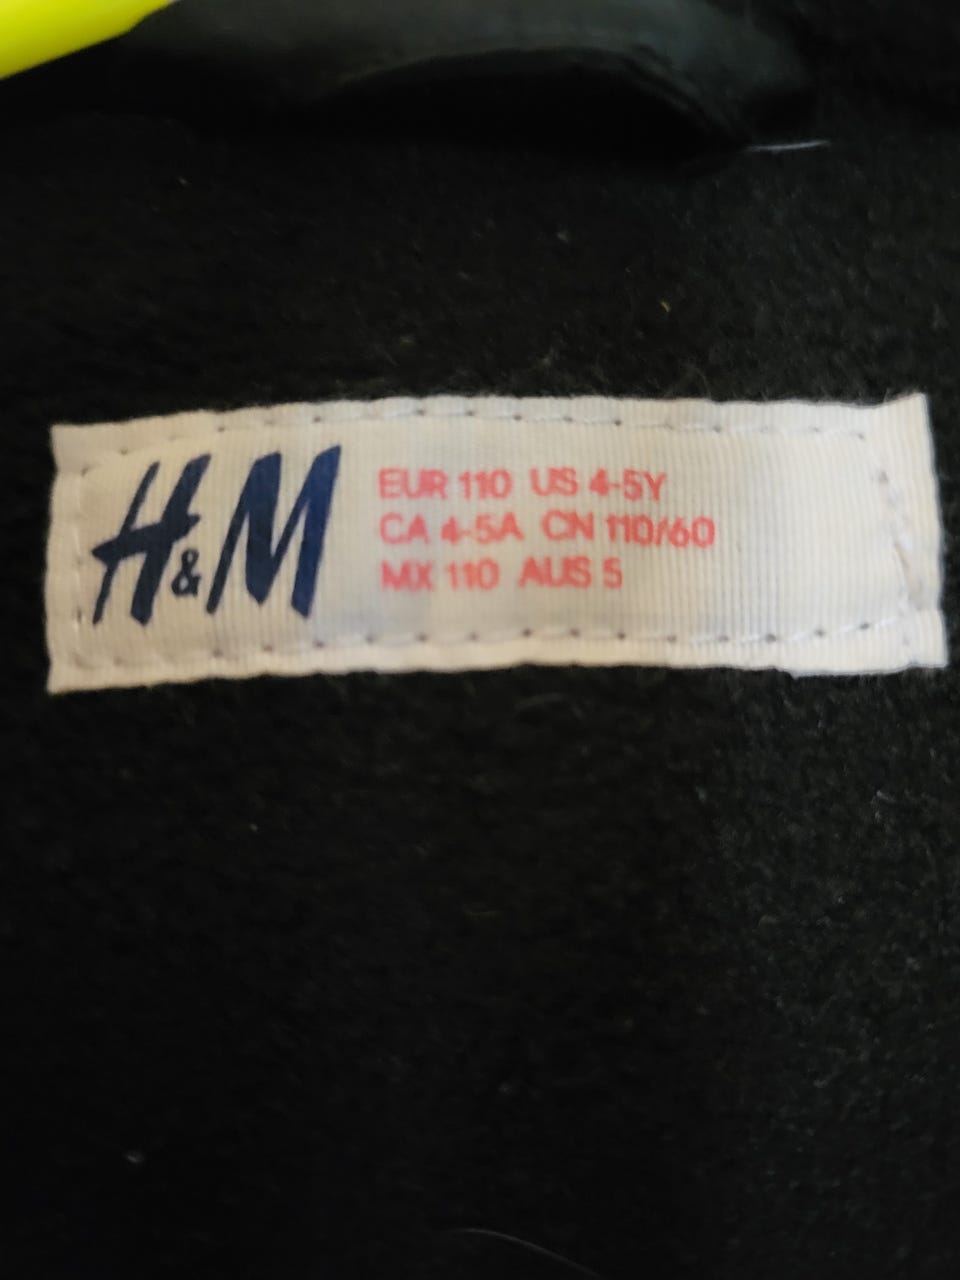 H&M
EUR 110 US 4-5Y
CA 4-5A CN 110/60
MX 110 AUS 5